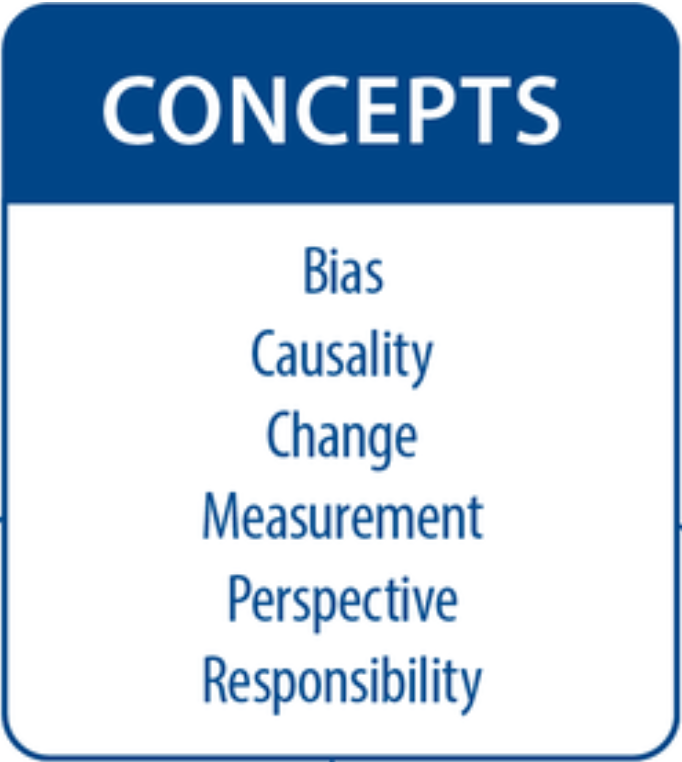 CONCEPTS
Bias
Causality
Change
Measurement
Perspective
Responsibility